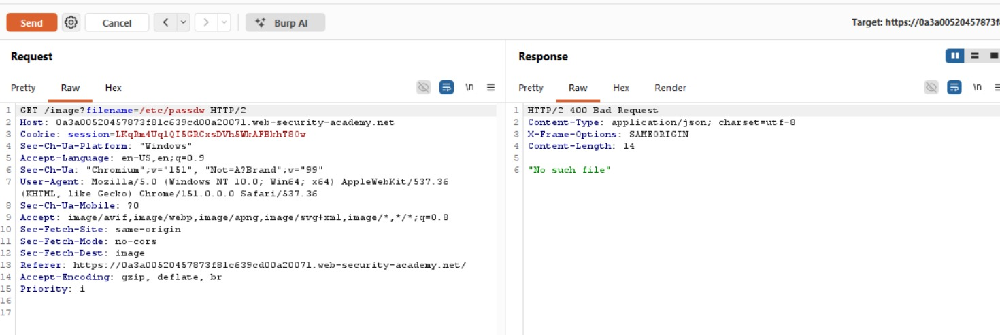 Send Cancel Burp AI Target: https://0a3a00520457873f8
Request
Pretty Raw Hex \n
1 GET /image?filename=/etc/passdw HTTP/2
2 Host: 0a3a00520457873f81c639cd00a20071.web-security-academy.net
3 Cookie: session=LKqRm4Uq1QI5GRCxsDVh5WkAFBkhT80w
4 Sec-Ch-Ua-Platform: "Windows"
5 Accept-Language: en-US,en;q=0.9
6 Sec-Ch-Ua: "Chromium";v="151", "Not=A?Brand";v="99"
7 User-Agent: Mozilla/5.0 (Windows NT 10.0; Win64; x64) AppleWebKit/537.36
(KHTML, like Gecko) Chrome/151.0.0.0 Safari/537.36
8 Sec-Ch-Ua-Mobile: ?0
9 Accept: image/avif,image/webp,image/apng,image/svg+xml,image/*,*/*;q=0.8
10 Sec-Fetch-Site: same-origin
11 Sec-Fetch-Mode: no-cors
12 Sec-Fetch-Dest: image
13 Referer: https://0a3a00520457873f81c639cd00a20071.web-security-academy.net/
14 Accept-Encoding: gzip, deflate, br
15 Priority: i
16
17
Response
Pretty Raw Hex Render \n
1 HTTP/2 400 Bad Request
2 Content-Type: application/json; charset=utf-8
3 X-Frame-Options: SAMEORIGIN
4 Content-Length: 14
5
6 "No such file"